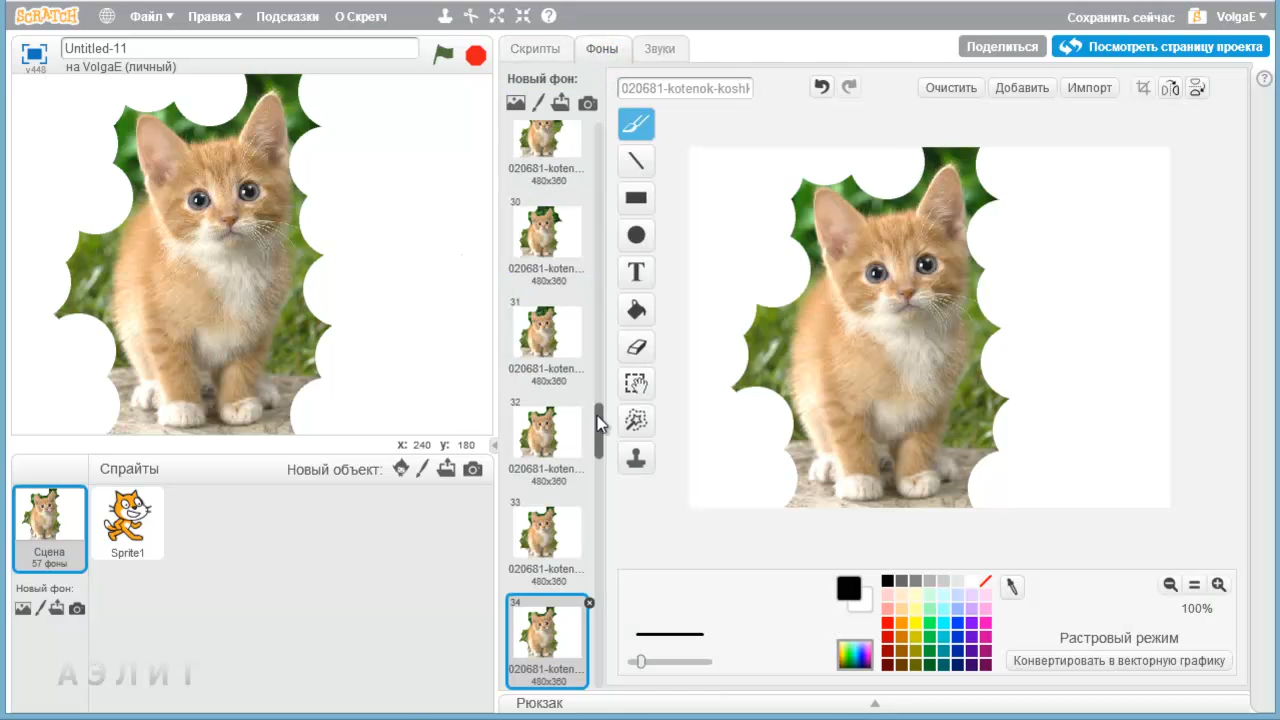 SCRATCH Файл Правка Подсказки О Скретч Сохранить сейчас VolgaE
Untitled-11
на VolgaE (личный)
v448
Скрипты Фоны Звуки
Поделиться Посмотреть страницу проекта
Новый фон:
020681-kotenok-koshk
Очистить Добавить Импорт
020681-koten...
480x360
30
020681-koten...
480x360
31
020681-koten...
480x360
32
020681-koten...
480x360
33
020681-koten...
480x360
34
020681-koten...
480x360
x: 240 y: 180
Спрайты Новый объект:
Сцена
57 фоны
Sprite1
Новый фон:
АЭЛИТ
T
100%
Растровый режим
Конвертировать в векторную графику
Рюкзак